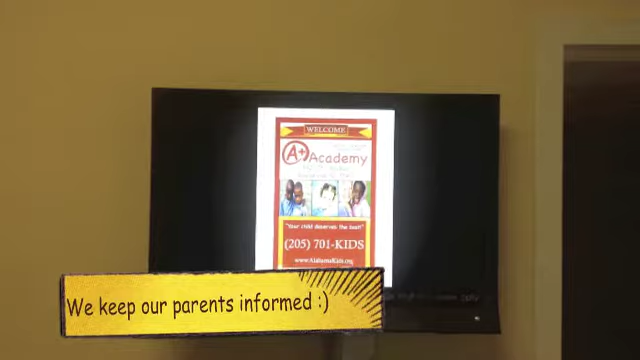 WELCOME
A+ Academy
"Your child deserves the best!"
(205) 701-KIDS
www.AlabamaKids.org
We keep our parents informed :)